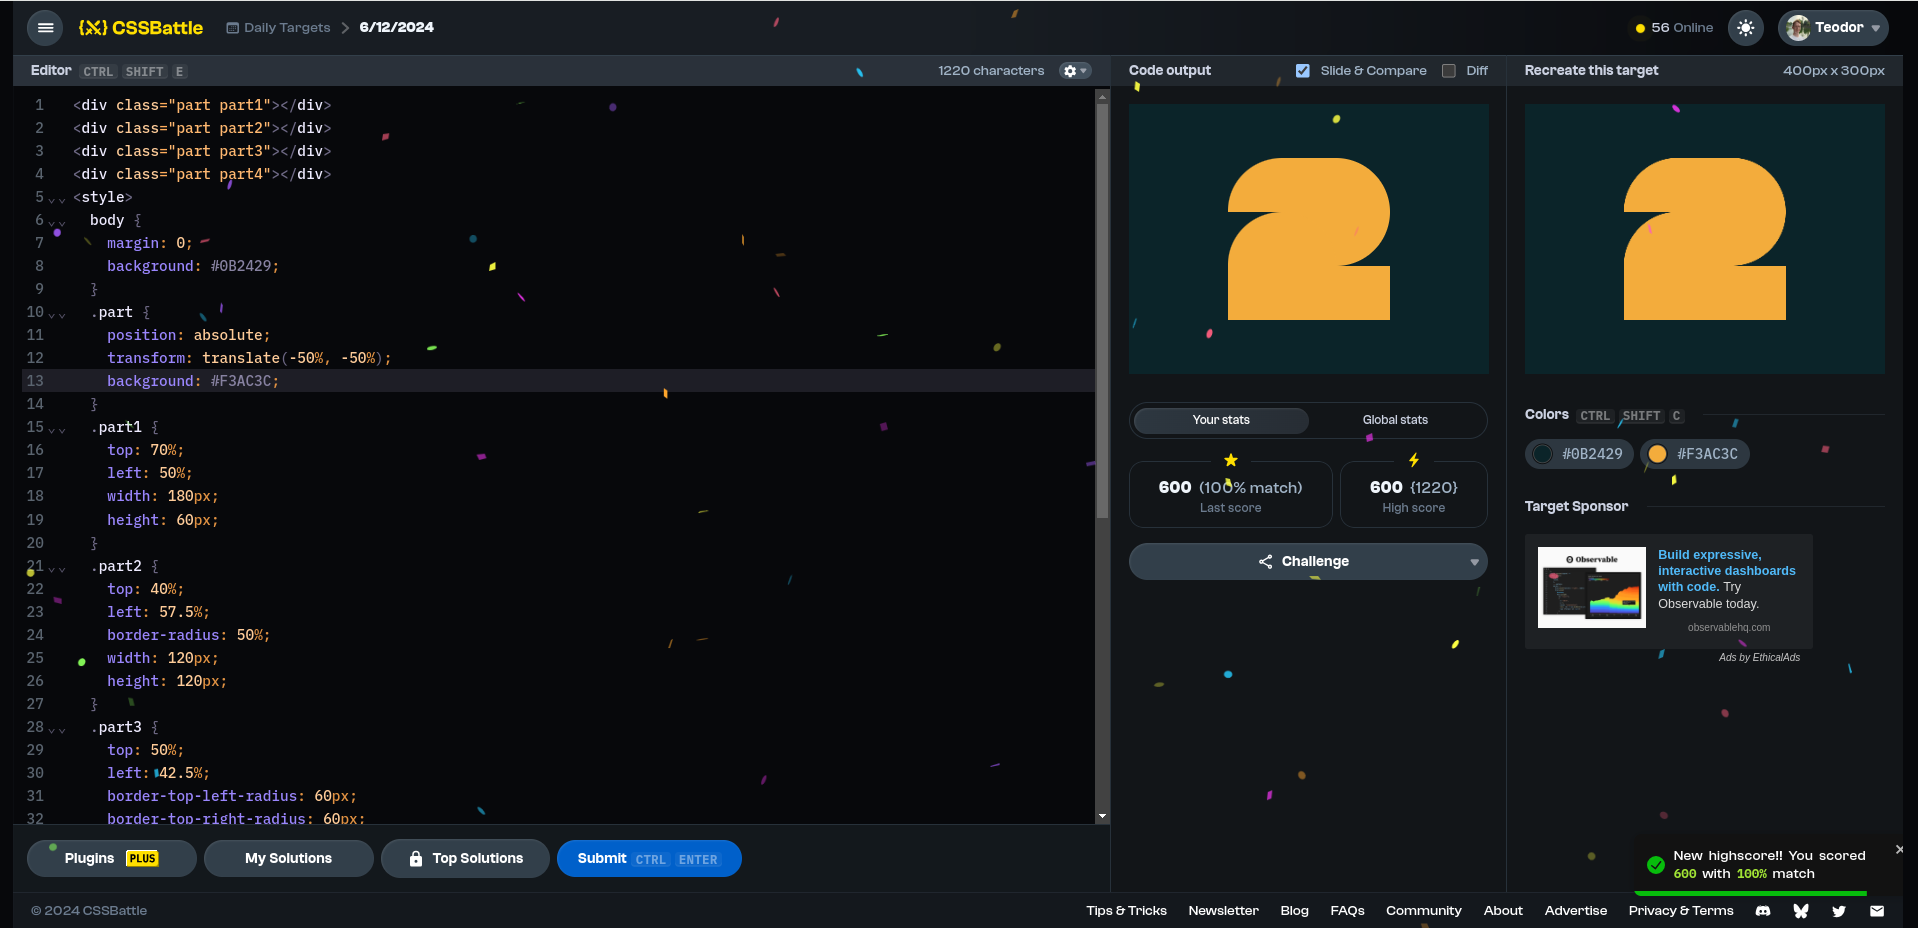 {X} CSSBattle
Daily Targets
6/12/2024
56 Online
Teodor
Editor CTRL SHIFT E
1220 characters
1 <div class="part part1"></div>
2 <div class="part part2"></div>
3 <div class="part part3"></div>
4 <div class="part part4"></div>
5 <style>
6 body {
7 margin: 0;
8 background: #0B2429;
9 }
10 .part {
11 position: absolute;
12 transform: translate(-50%, -50%);
13 background: #F3AC3C;
14 }
15 .part1 {
16 top: 70%;
17 left: 50%;
18 width: 180px;
19 height: 60px;
20 }
21 .part2 {
22 top: 40%;
23 left: 57.5%;
24 border-radius: 50%;
25 width: 120px;
26 height: 120px;
27 }
28 .part3 {
29 top: 50%;
30 left: 42.5%;
31 border-top-left-radius: 60px;
32 border-top-right-radius: 60px;
Plugins PLUS
My Solutions
Top Solutions
Submit CTRL ENTER
Code output
Slide & Compare
Diff
2
Your stats
Global stats
600 (100% match)
Last score
600 {1220}
High score
Challenge
Recreate this target
400px x 300px
2
Colors CTRL SHIFT C
#0B2429
#F3AC3C
Target Sponsor
Observable
Build expressive,
interactive dashboards
with code. Try
Observable today.
observablehq.com
Ads by EthicalAds
New highscore!! You scored
600 with 100% match
© 2024 CSSBattle
Tips & Tricks
Newsletter
Blog
FAQs
Community
About
Advertise
Privacy & Terms